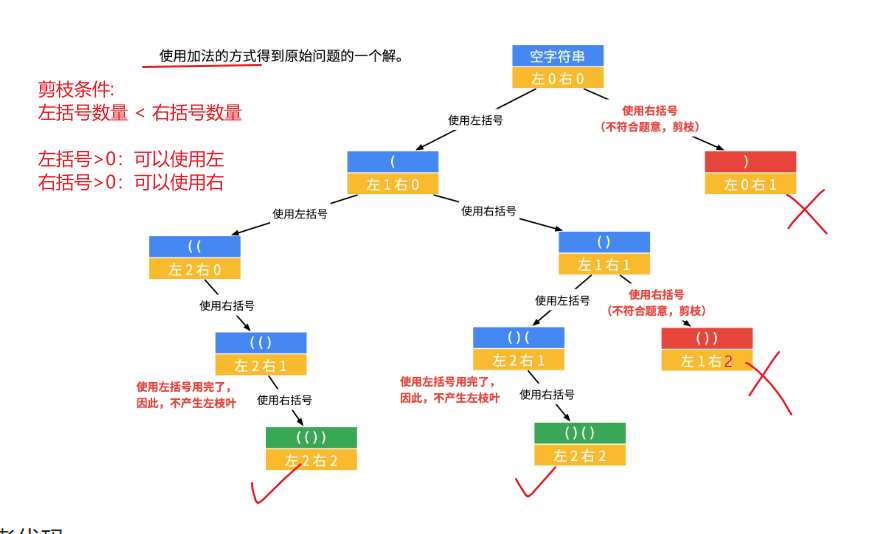 使用加法的方式得到原始问题的一个解。
剪枝条件:
左括号数量 < 右括号数量
左括号>0：可以使用左
右括号>0：可以使用右
空字符串
左0右0
使用左括号
使用右括号
（不符合题意，剪枝）
(
左1右0
)
左0右1
使用左括号
使用右括号
((
左2右0
()
左1右1
使用右括号
使用左括号
使用右括号
（不符合题意，剪枝）
(()
左2右1
()(
左2右1
())
左1右2
使用左括号用完了，
因此，不产生左枝叶
使用右括号
使用左括号用完了，
因此，不产生左枝叶
使用右括号
(())
左2右2
()()
左2右2